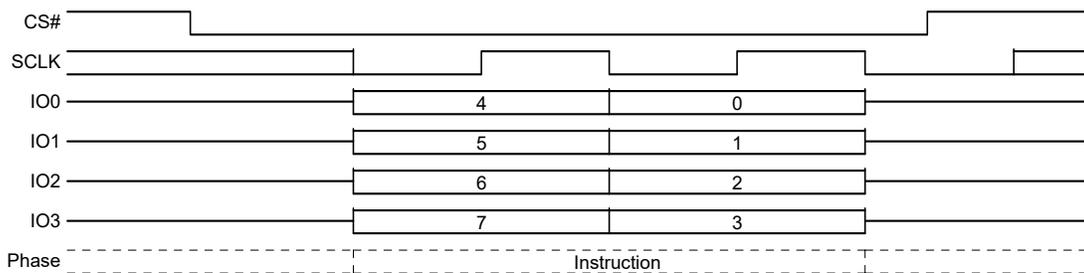 CS#
SCLK
IO0 4 0
IO1 5 1
IO2 6 2
IO3 7 3
Phase Instruction